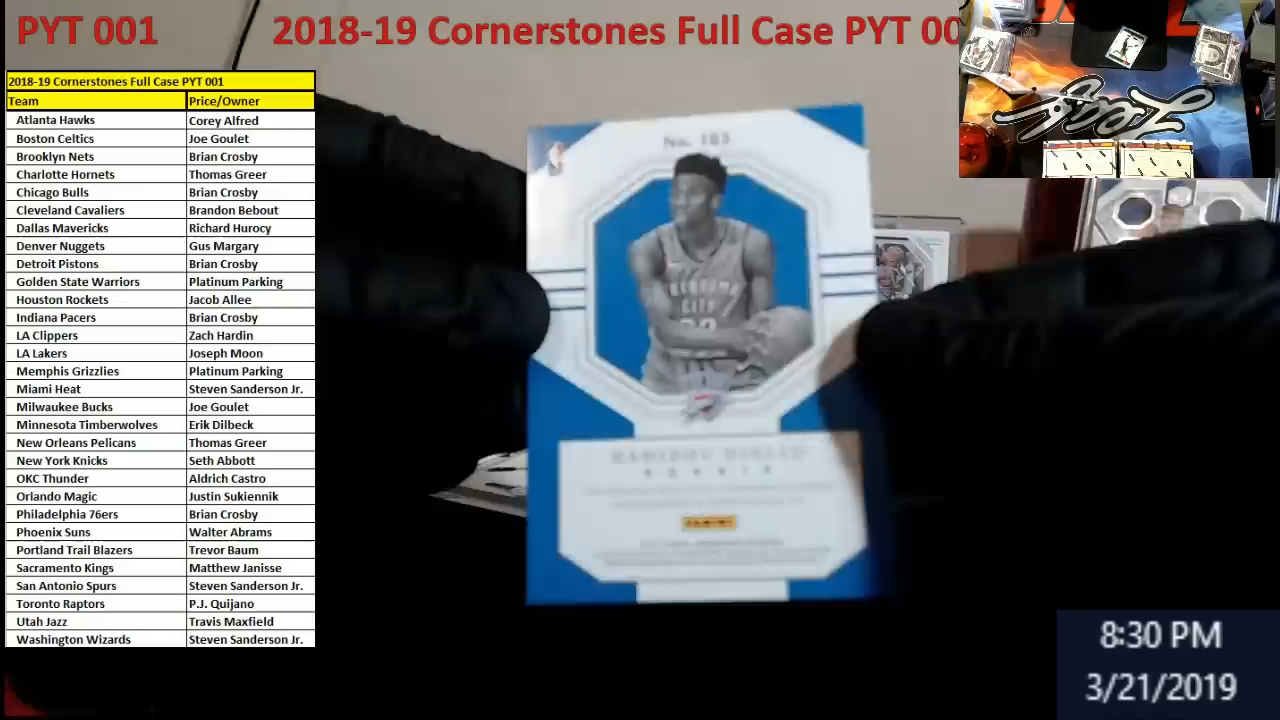 PYT 001
2018-19 Cornerstones Full Case PYT 00
2018-19 Cornerstones Full Case PYT 001
Team Price/Owner
Atlanta Hawks Corey Alfred
Boston Celtics Joe Goulet
Brooklyn Nets Brian Crosby
Charlotte Hornets Thomas Greer
Chicago Bulls Brian Crosby
Cleveland Cavaliers Brandon Bebout
Dallas Mavericks Richard Hurocy
Denver Nuggets Gus Margary
Detroit Pistons Brian Crosby
Golden State Warriors Platinum Parking
Houston Rockets Jacob Allee
Indiana Pacers Brian Crosby
LA Clippers Zach Hardin
LA Lakers Joseph Moon
Memphis Grizzlies Platinum Parking
Miami Heat Steven Sanderson Jr.
Milwaukee Bucks Joe Goulet
Minnesota Timberwolves Erik Dilbeck
New Orleans Pelicans Thomas Greer
New York Knicks Seth Abbott
OKC Thunder Aldrich Castro
Orlando Magic Justin Sukiennik
Philadelphia 76ers Brian Crosby
Phoenix Suns Walter Abrams
Portland Trail Blazers Trevor Baum
Sacramento Kings Matthew Janisse
San Antonio Spurs Steven Sanderson Jr.
Toronto Raptors P.J. Quijano
Utah Jazz Travis Maxfield
Washington Wizards Steven Sanderson Jr.
No. 183
OKLAHOMA
CITY
HAMIDOU DIALLO
ROOKIE
PANINI
Leaf
8:30 PM
3/21/2019